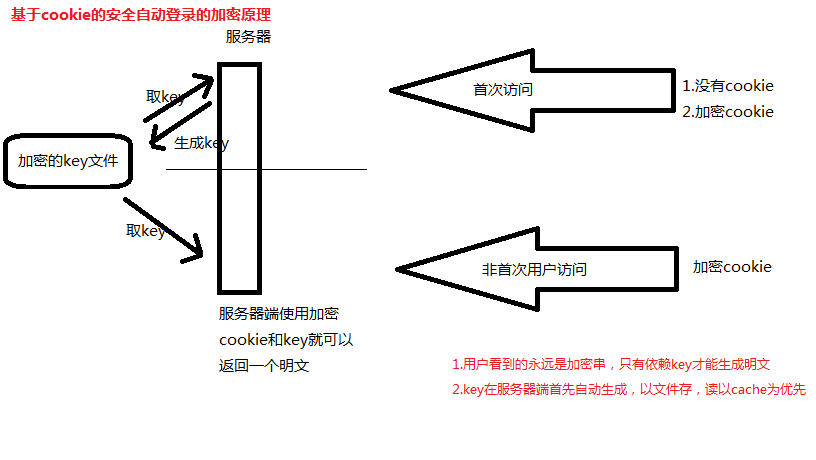 基于cookie的安全自动登录的加密原理
服务器
取key
生成key
加密的key文件
取key
首次访问
1.没有cookie
2.加密cookie
非首次用户访问
加密cookie
服务器端使用加密
cookie和key就可以
返回一个明文
1.用户看到的永远是加密串，只有依赖key才能生成明文
2.key在服务器端首先自动生成，以文件存，读以cache为优先